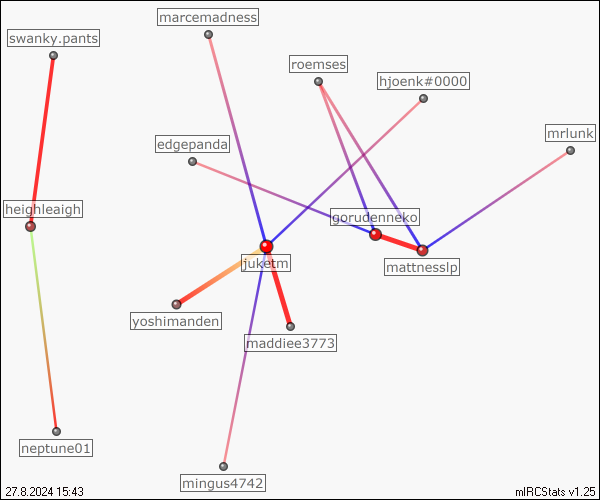 marcemadness
swanky.pants
roemses
hjoenk#0000
mrlunk
edgepanda
heighleaigh
gorudenneko
ljuketm
mattnesslp
yoshimanden
maddiee3773
neptune01
mingus4742
27.8.2024 15:43
mIRCStats v1.25